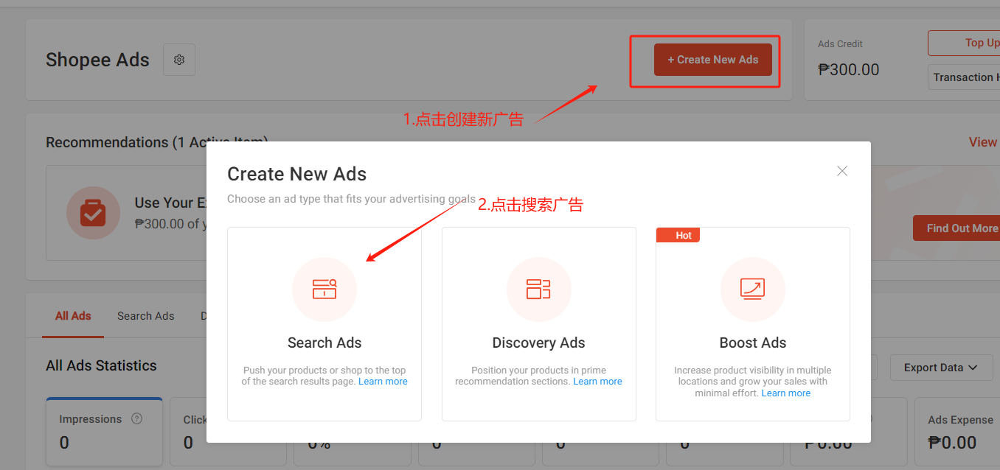 Shopee Ads
+ Create New Ads
Ads Credit
₱300.00
Top Up
Transaction
1.点击创建新广告
Recommendations (1 Active Item)
View
Use Your
₱300.00 of
Find Out More
Create New Ads
Choose an ad type that fits your advertising goals
2.点击搜索广告
Search Ads
Push your products or shop to the top
of the search results page. Learn more
Discovery Ads
Position your products in prime
recommendation sections. Learn more
Hot
Boost Ads
Increase product visibility in multiple
locations and grow your sales with
minimal effort. Learn more
All Ads
Search Ads
All Ads Statistics
Export Data
Impressions
0
Click
0
0%
0
0
0
₱0.00
Ads Expense
₱0.00